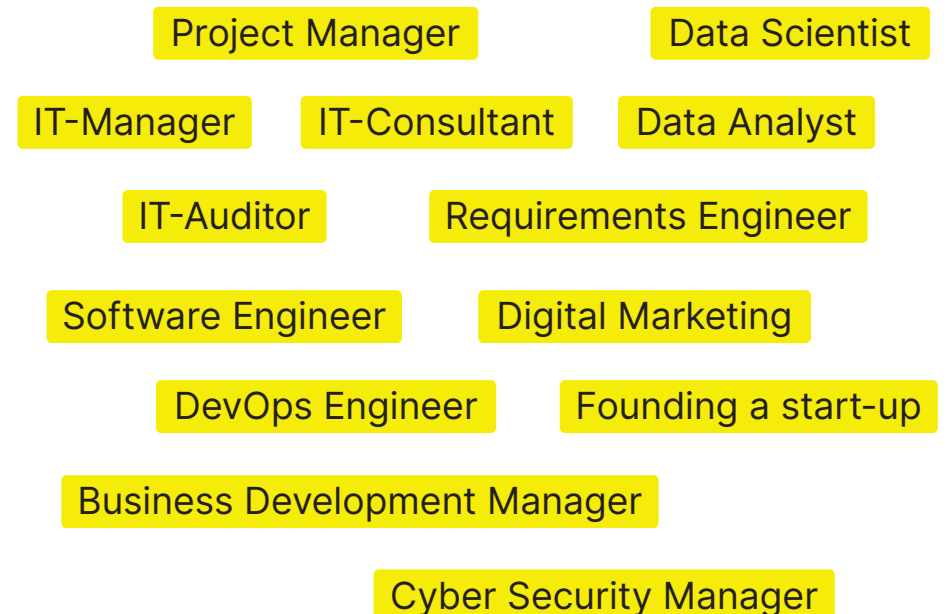 Project Manager
Data Scientist
IT-Manager
IT-Consultant
Data Analyst
IT-Auditor
Requirements Engineer
Software Engineer
Digital Marketing
DevOps Engineer
Founding a start-up
Business Development Manager
Cyber Security Manager